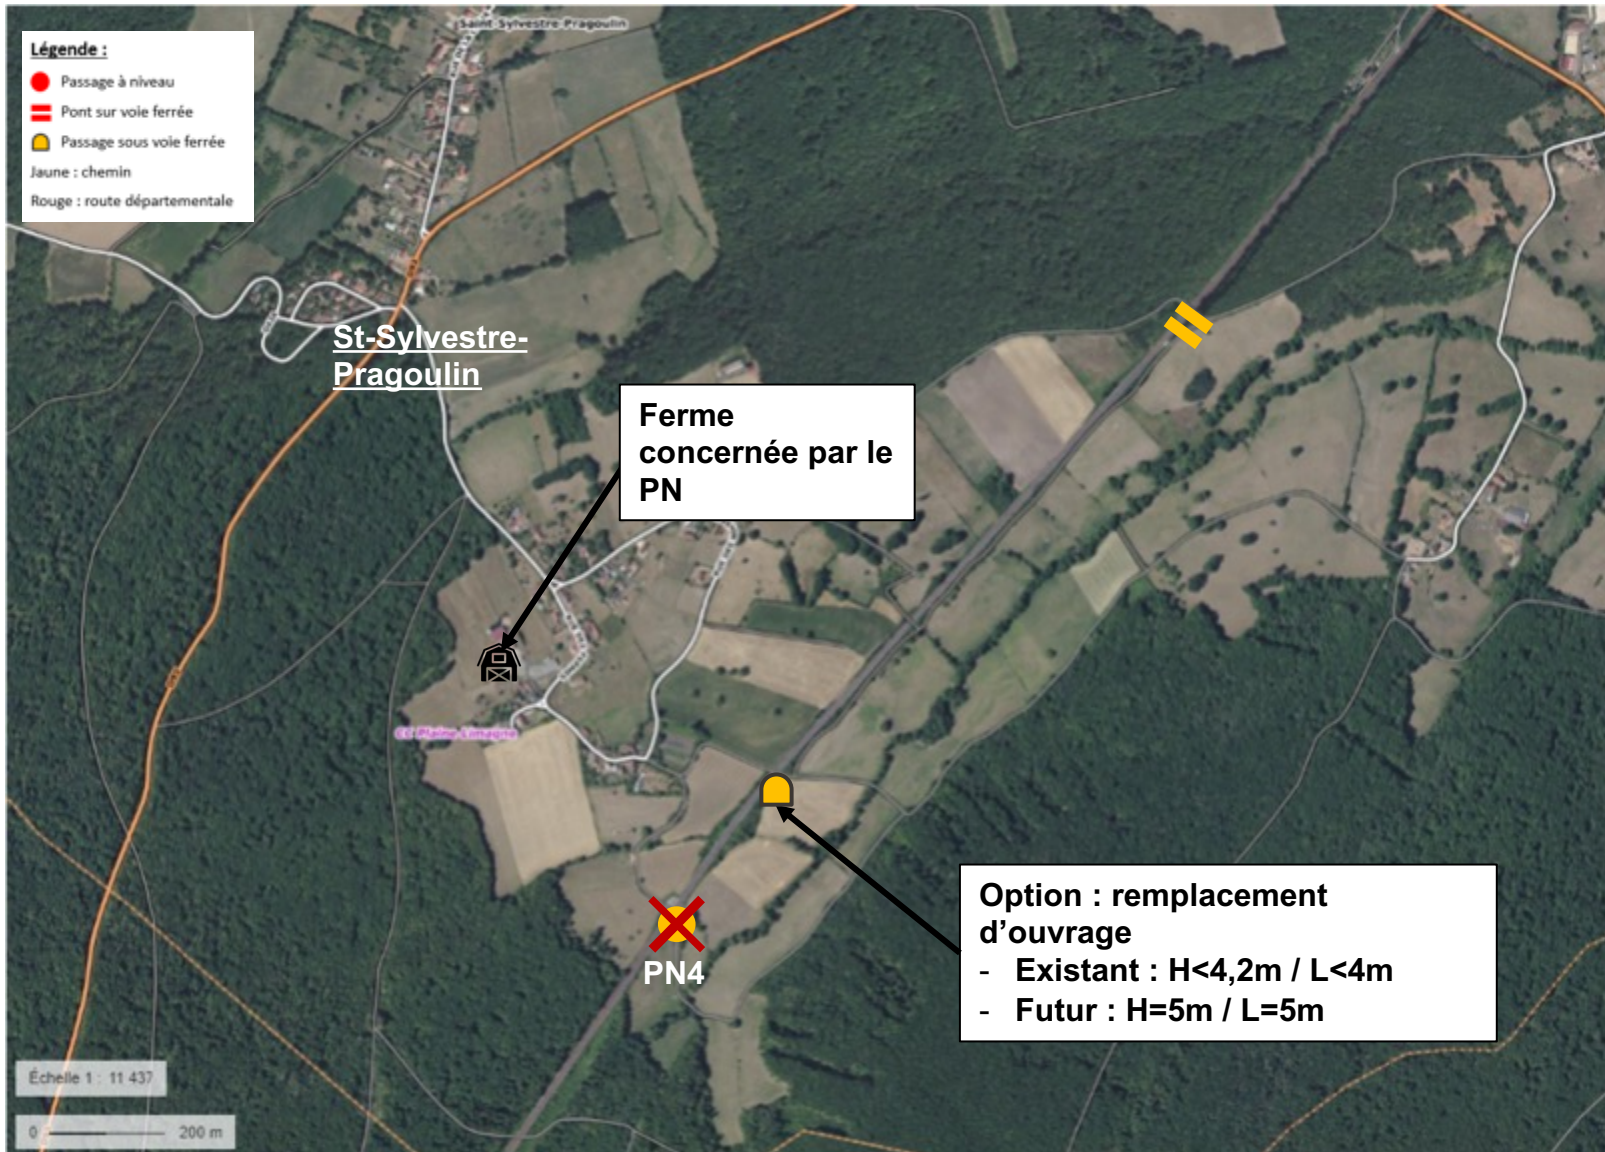 Saint-Sylvestre-Pragoulin
Légende :
Passage à niveau
Pont sur voie ferrée
Passage sous voie ferrée
Jaune : chemin
Rouge : route départementale
St-Sylvestre-
Pragoulin
Ferme
concernée par le
PN
CC Plaine Limagne
PN4
Option : remplacement
d’ouvrage
- Existant : H<4,2m / L<4m
- Futur : H=5m / L=5m
Échelle 1 : 11 437
0 200 m